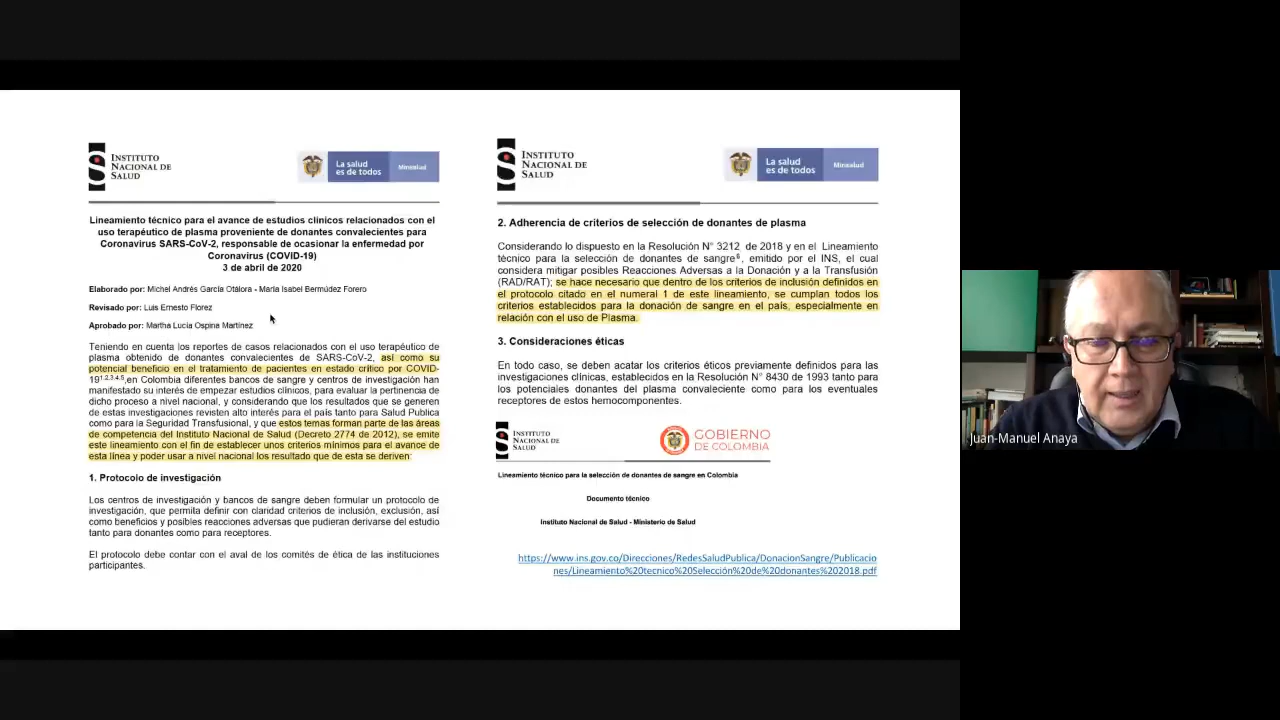 INSTITUTO
NACIONAL DE
SALUD
La salud
es de todos
Minsalud
Lineamiento técnico para el avance de estudios clínicos relacionados con el
uso terapéutico de plasma proveniente de donantes convalecientes para
Coronavirus SARS-CoV-2, responsable de ocasionar la enfermedad por
Coronavirus (COVID-19)
3 de abril de 2020
Elaborado por: Michel Andrés García Otálora - María Isabel Bermúdez Forero
Revisado por: Luis Ernesto Florez
Aprobado por: Martha Lucía Ospina Martínez
Teniendo en cuenta los reportes de casos relacionados con el uso terapéutico de
plasma obtenido de donantes convalecientes de SARS-CoV-2, así como su
potencial beneficio en el tratamiento de pacientes en estado crítico por COVID-
191,2,3,4,5,en Colombia diferentes bancos de sangre y centros de investigación han
manifestado su interés de empezar estudios clínicos, para evaluar la pertinencia de
dicho proceso a nivel nacional, y considerando que los resultados que se generen
de estas investigaciones revisten alto interés para el país tanto para Salud Publica
como para la Seguridad Transfusional, y que estos temas forman parte de las áreas
de competencia del Instituto Nacional de Salud (Decreto 2774 de 2012), se emite
este lineamiento con el fin de establecer unos criterios mínimos para el avance de
esta línea y poder usar a nivel nacional los resultado que de esta se deriven:
1. Protocolo de investigación
Los centros de investigación y bancos de sangre deben formular un protocolo de
investigación, que permita definir con claridad criterios de inclusión, exclusión, así
como beneficios y posibles reacciones adversas que pudieran derivarse del estudio
tanto para donantes como para receptores.
El protocolo debe contar con el aval de los comités de ética de las instituciones
participantes.
INSTITUTO
NACIONAL DE
SALUD
La salud
es de todos
Minsalud
2. Adherencia de criterios de selección de donantes de plasma
Considerando lo dispuesto en la Resolución N° 3212 de 2018 y en el Lineamiento
técnico para la selección de donantes de sangre6, emitido por el INS, el cual
considera mitigar posibles Reacciones Adversas a la Donación y a la Transfusión
(RAD/RAT); se hace necesario que dentro de los criterios de inclusión definidos en
el protocolo citado en el numeral 1 de este lineamiento, se cumplan todos los
criterios establecidos para la donación de sangre en el país, especialmente en
relación con el uso de Plasma.
3. Consideraciones éticas
En todo caso, se deben acatar los criterios éticos previamente definidos para las
investigaciones clínicas, establecidos en la Resolución N° 8430 de 1993 tanto para
los potenciales donantes del plasma convaleciente como para los eventuales
receptores de estos hemocomponentes.
INSTITUTO
NACIONAL DE
SALUD
GOBIERNO
DE COLOMBIA
Lineamiento técnico para la selección de donantes de sangre en Colombia
Documento técnico
Instituto Nacional de Salud - Ministerio de Salud
https://www.ins.gov.co/Direcciones/RedesSaludPublica/DonacionSangre/Publicacio
nes/Lineamiento%20tecnico%20Selección%20de%20donantes%202018.pdf
Juan-Manuel Anaya